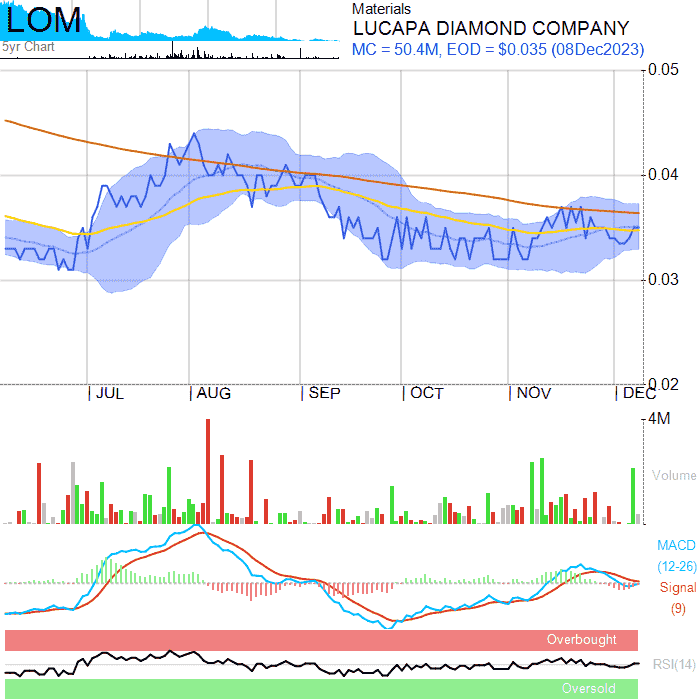 LOM
5yr Chart
Materials
LUCAPA DIAMOND COMPANY
MC = 50.4M, EOD = $0.035 (08Dec2023)
0.05
0.04
0.03
0.02
JUL AUG SEP OCT NOV DEC
4M
Volume
MACD
(12-26)
Signal
(9)
Overbought
RSI(14)
Oversold